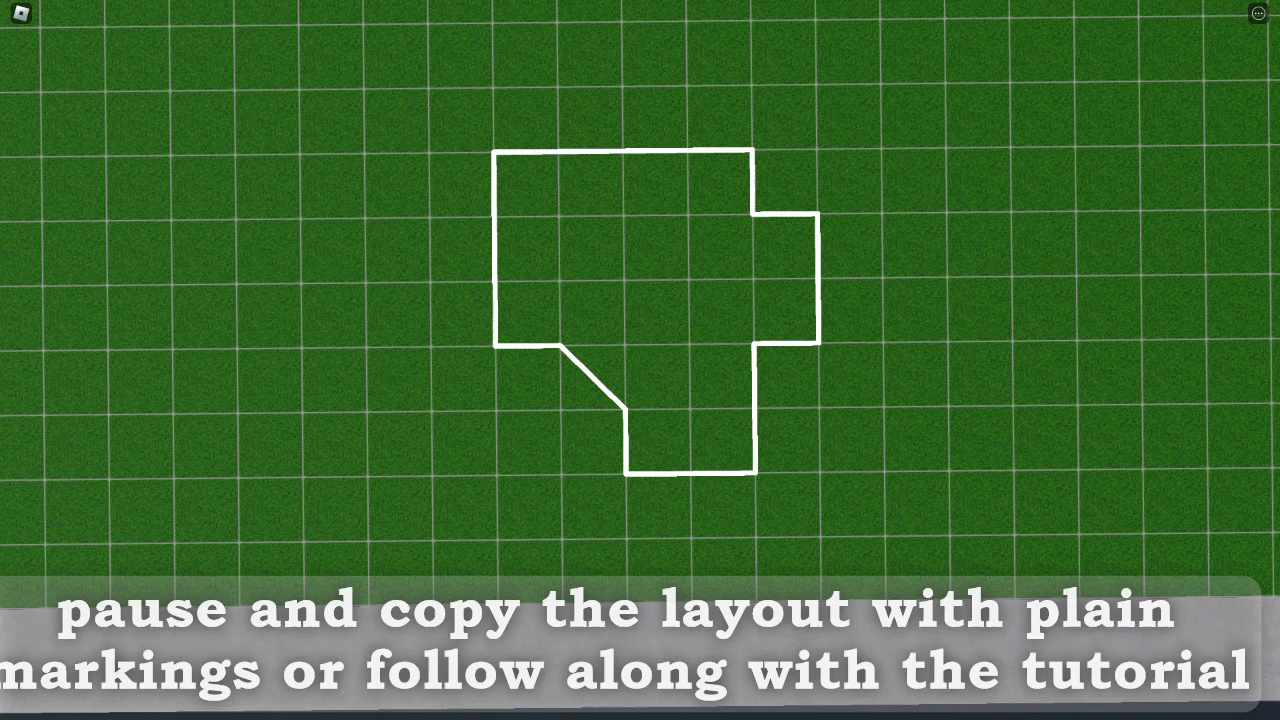 pause and copy the layout with plain
markings or follow along with the tutorial